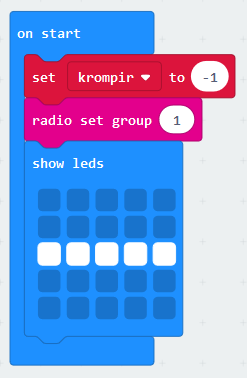 on start
set krompir to -1
radio set group 1
show leds